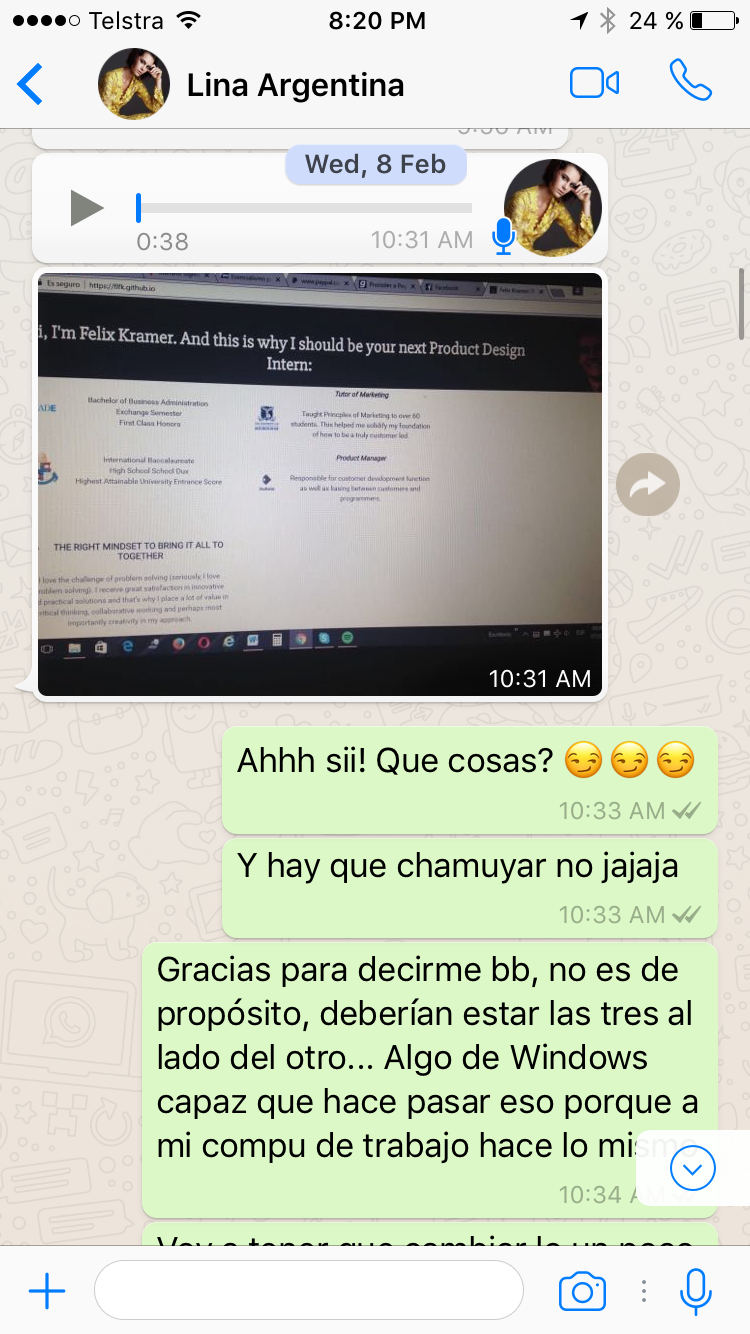 Telstra 8:20 PM 24 %
Lina Argentina
Wed, 8 Feb
0:38 10:31 AM
Es seguro https://flfk.github.io
i, I'm Felix Kramer. And this is why I should be your next Product Design
Intern:
Bachelor of Business Administration
Exchange Semester
First Class Honors
International Baccalaureate
High School School Dux
Highest Attainable University Entrance Score
Tutor of Marketing
Taught Principles of Marketing to over 60
students. This helped me solidify my foundation
of how to be a truly customer led
Product Manager
Responsible for customer development function
as well as liasing between customers and
programmers.
THE RIGHT MINDSET TO BRING IT ALL TO
TOGETHER
I love the challenge of problem solving (seriously, I love
problem solving). I receive great satisfaction in innovative
d practical solutions and that's why I place a lot of value in
critical thinking, collaborative working and perhaps most
importantly creativity in my approach.
10:31 AM
Ahhh sii! Que cosas? 😏😏😏
10:33 AM
Y hay que chamuyar no jajaja
10:33 AM
Gracias para decirme bb, no es de
propósito, deberían estar las tres al
lado del otro... Algo de Windows
capaz que hace pasar eso porque a
mi compu de trabajo hace lo mismo
10:34 AM
Voy a tener que cambiar lo un poco